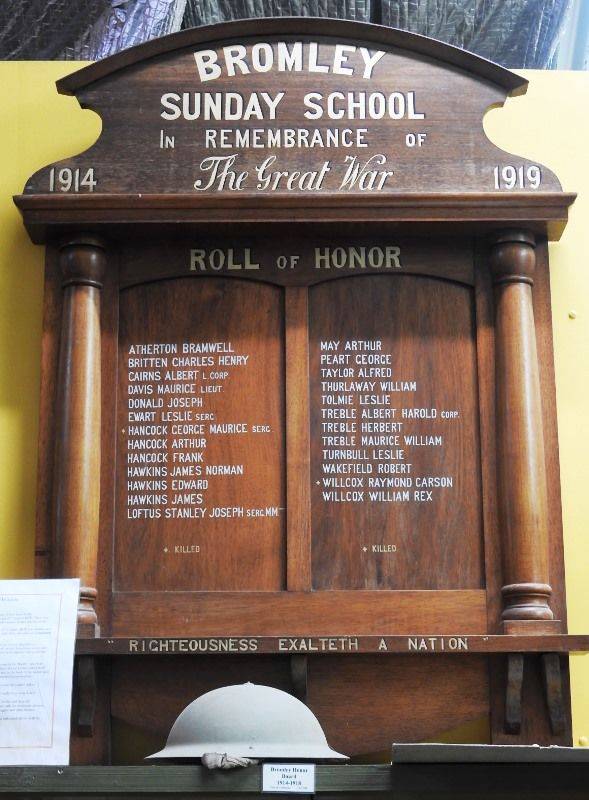 BROMLEY
SUNDAY SCHOOL
IN REMEMBRANCE OF
1914 The Great War 1919
ROLL OF HONOR
ATHERTON BRAMWELL
BRITTEN CHARLES HENRY
CAIRNS ALBERT L.CORP.
DAVIS MAURICE LIEUT.
DONALD JOSEPH
EWART LESLIE SERG.
+ HANCOCK GEORGE MAURICE SERG.
HANCOCK ARTHUR
HANCOCK FRANK
HAWKINS JAMES NORMAN
HAWKINS EDWARD
HAWKINS JAMES
LOFTUS STANLEY JOSEPH SERG. MM
+ KILLED
MAY ARTHUR
PEART GEORGE
TAYLOR ALFRED
THURLAWAY WILLIAM
TOLMIE LESLIE
TREBLE ALBERT HAROLD CORP.
TREBLE HERBERT
TREBLE MAURICE WILLIAM
TURNBULL LESLIE
WAKEFIELD ROBERT
+ WILLCOX RAYMOND CARSON
WILLCOX WILLIAM REX
+ KILLED
" RIGHTEOUSNESS EXALTETH A NATION "
Bromley Honor
Board
1914-1918